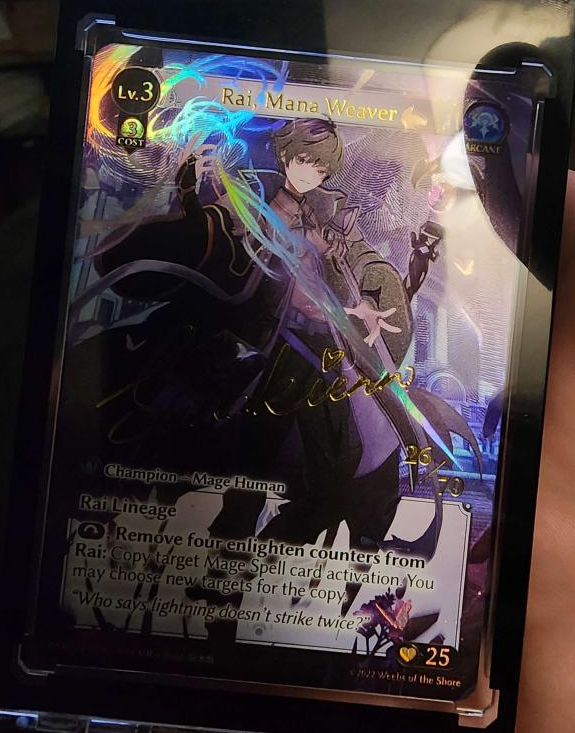 Lv.3
Rai, Mana Weaver
3
COST
ARCANE
26/70
Champion – Mage Human
Rai Lineage
: Remove four enlighten counters from
Rai: Copy target Mage Spell card activation. You
may choose new targets for the copy.
"Who says lightning doesn't strike twice?"
25
©2022 Weebs of the Shore